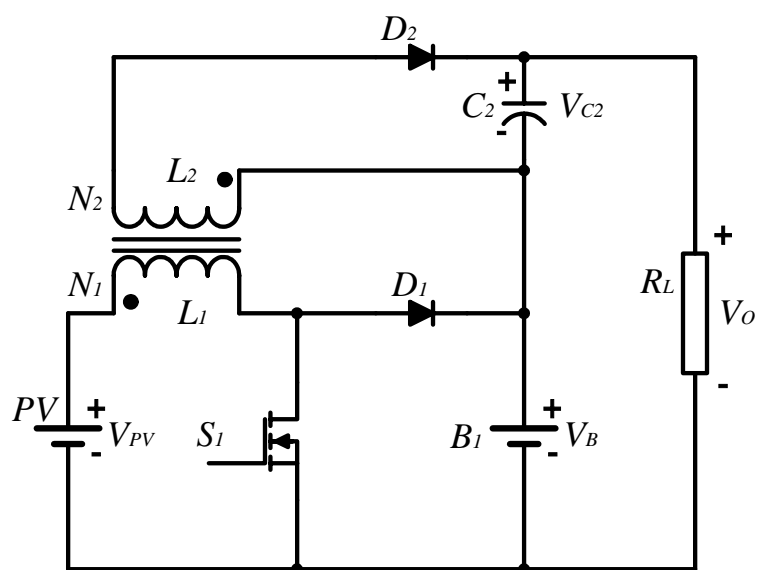 D2
+
C2 VC2
-
L2
N2
+
N1
D1
RL
L1
VO
PV
+
+
-
VPV
S1
B1
VB
-
-